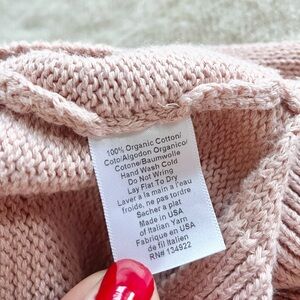 100% Organic Cotton/
Coto/Algodon Organico/
Cotone/Baumwolle
Hand Wash Cold
Do Not Wring
Lay Flat To Dry
Laver a la main a l'eau
froide, ne pas tordre
Sacher a plat
Made in USA
of Italian Yarn
Fabrique en USA
de fil Italien
RN# 134922